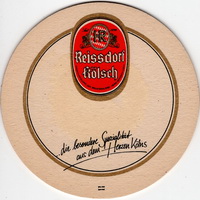 Reissdorf
Kölsch
die besondere Spezialität
aus dem Herzen Kölns